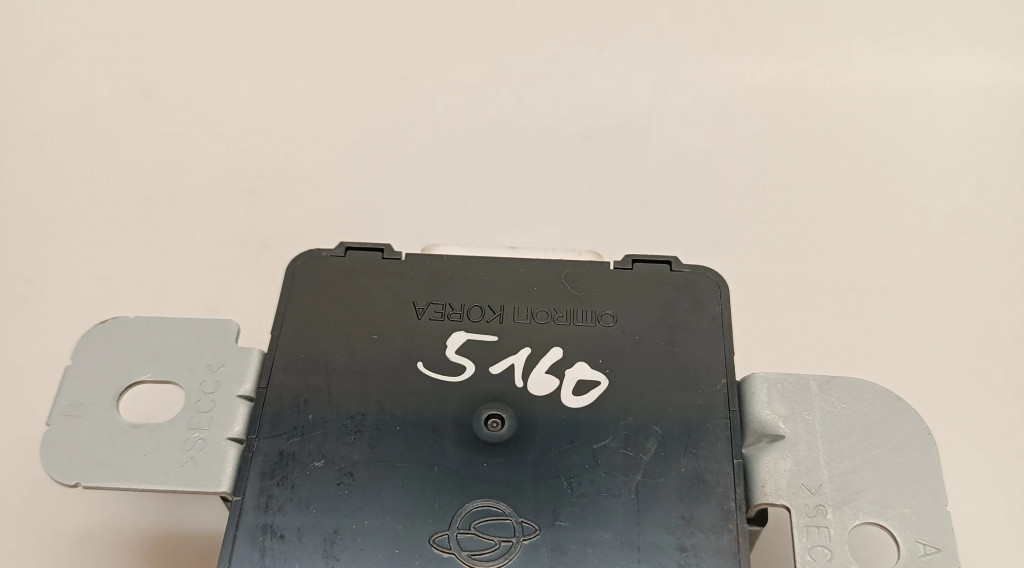 OMRON KOREA
5160
>SECC<
>SEC
A